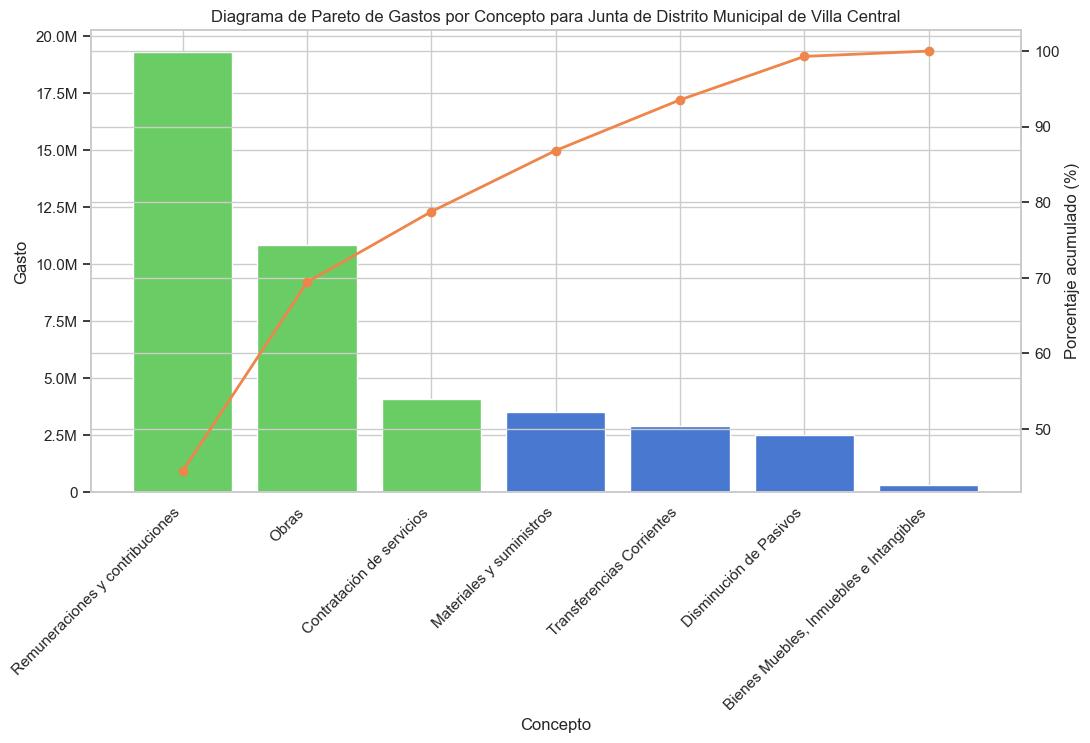 Diagrama de Pareto de Gastos por Concepto para Junta de Distrito Municipal de Villa Central
20.0M
17.5M
15.0M
12.5M
10.0M
7.5M
5.0M
2.5M
0
Gasto
100
90
80
70
60
50
Porcentaje acumulado (%)
Remuneraciones y contribuciones
Obras
Contratación de servicios
Materiales y suministros
Transferencias Corrientes
Disminución de Pasivos
Bienes Muebles, Inmuebles e Intangibles
Concepto